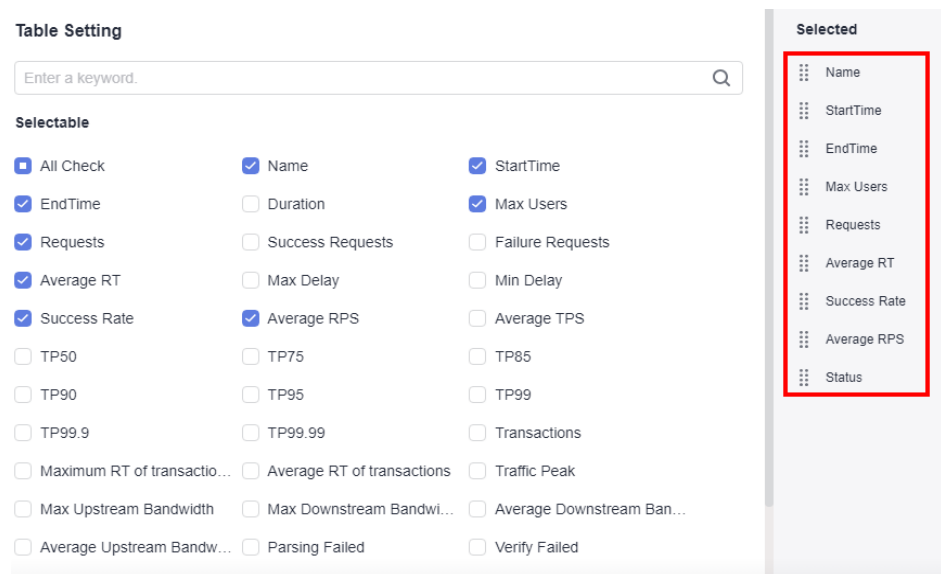 Table Setting
Enter a keyword.
Selectable
All Check Name StartTime
EndTime Duration Max Users
Requests Success Requests Failure Requests
Average RT Max Delay Min Delay
Success Rate Average RPS Average TPS
TP50 TP75 TP85
TP90 TP95 TP99
TP99.9 TP99.99 Transactions
Maximum RT of transactio... Average RT of transactions Traffic Peak
Max Upstream Bandwidth Max Downstream Bandwi... Average Downstream Ban...
Average Upstream Bandw... Parsing Failed Verify Failed
Selected
Name
StartTime
EndTime
Max Users
Requests
Average RT
Success Rate
Average RPS
Status